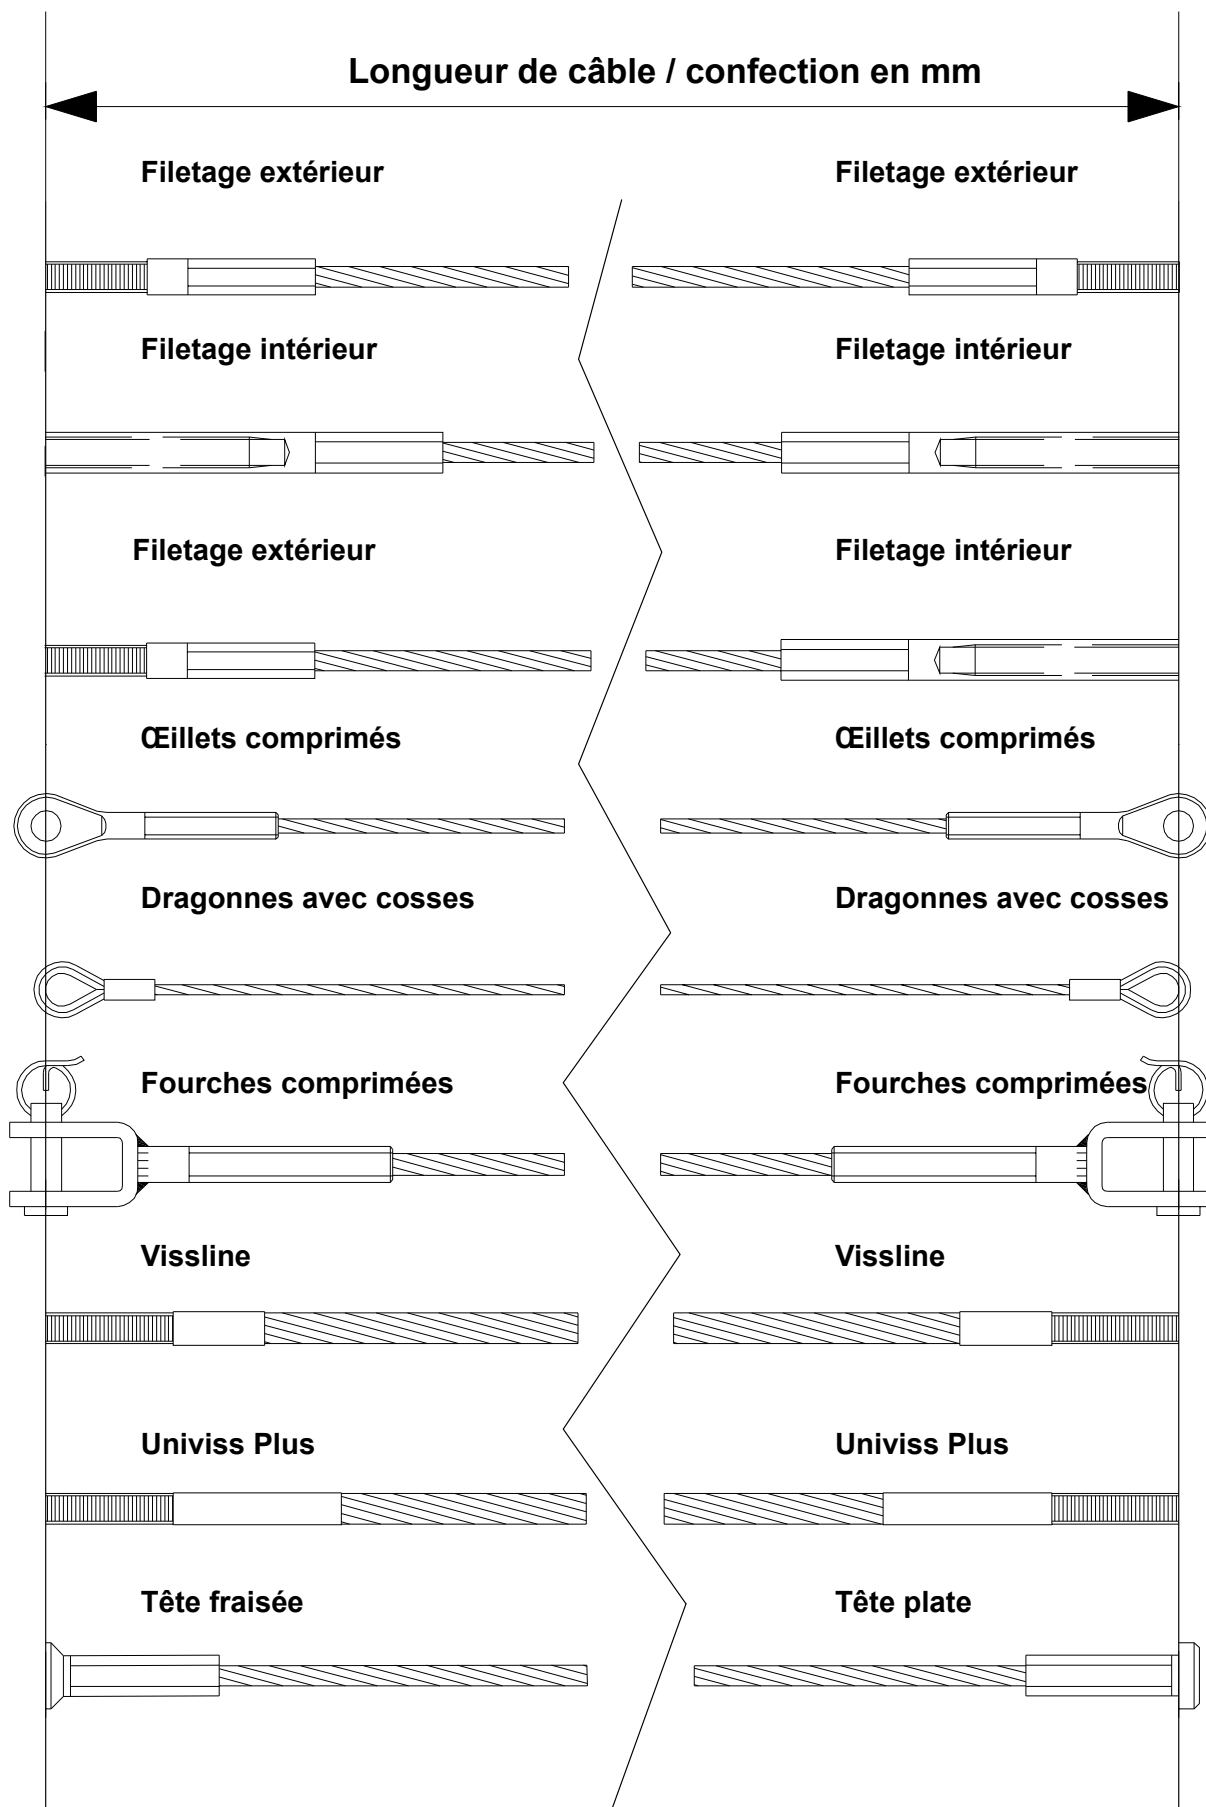 Longueur de câble / confection en mm
Filetage extérieur Filetage extérieur
Filetage intérieur Filetage intérieur
Filetage extérieur Filetage intérieur
Œillets comprimés Œillets comprimés
Dragonnes avec cosses Dragonnes avec cosses
Fourches comprimées Fourches comprimées
Vissline Vissline
Univiss Plus Univiss Plus
Tête fraisée Tête plate